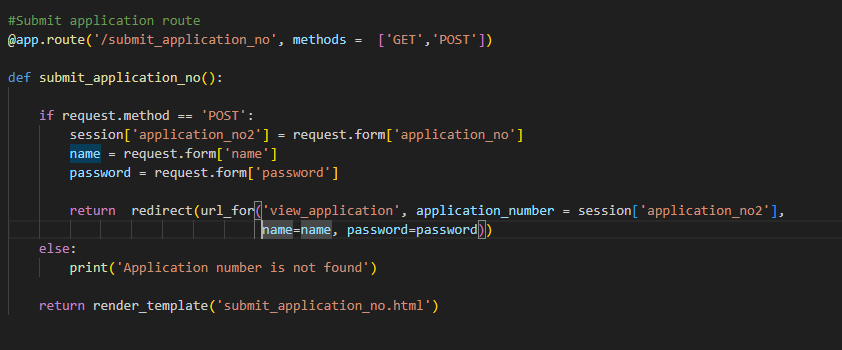 #Submit application route
@app.route('/submit_application_no', methods =  ['GET','POST'])
def submit_application_no():
if request.method == 'POST':
session['application_no2'] = request.form['application_no']
name = request.form['name']
password = request.form['password']
return  redirect(url_for('view_application', application_number = session['application_no2'],
name=name, password=password))
else:
print('Application number is not found')
return render_template('submit_application_no.html')